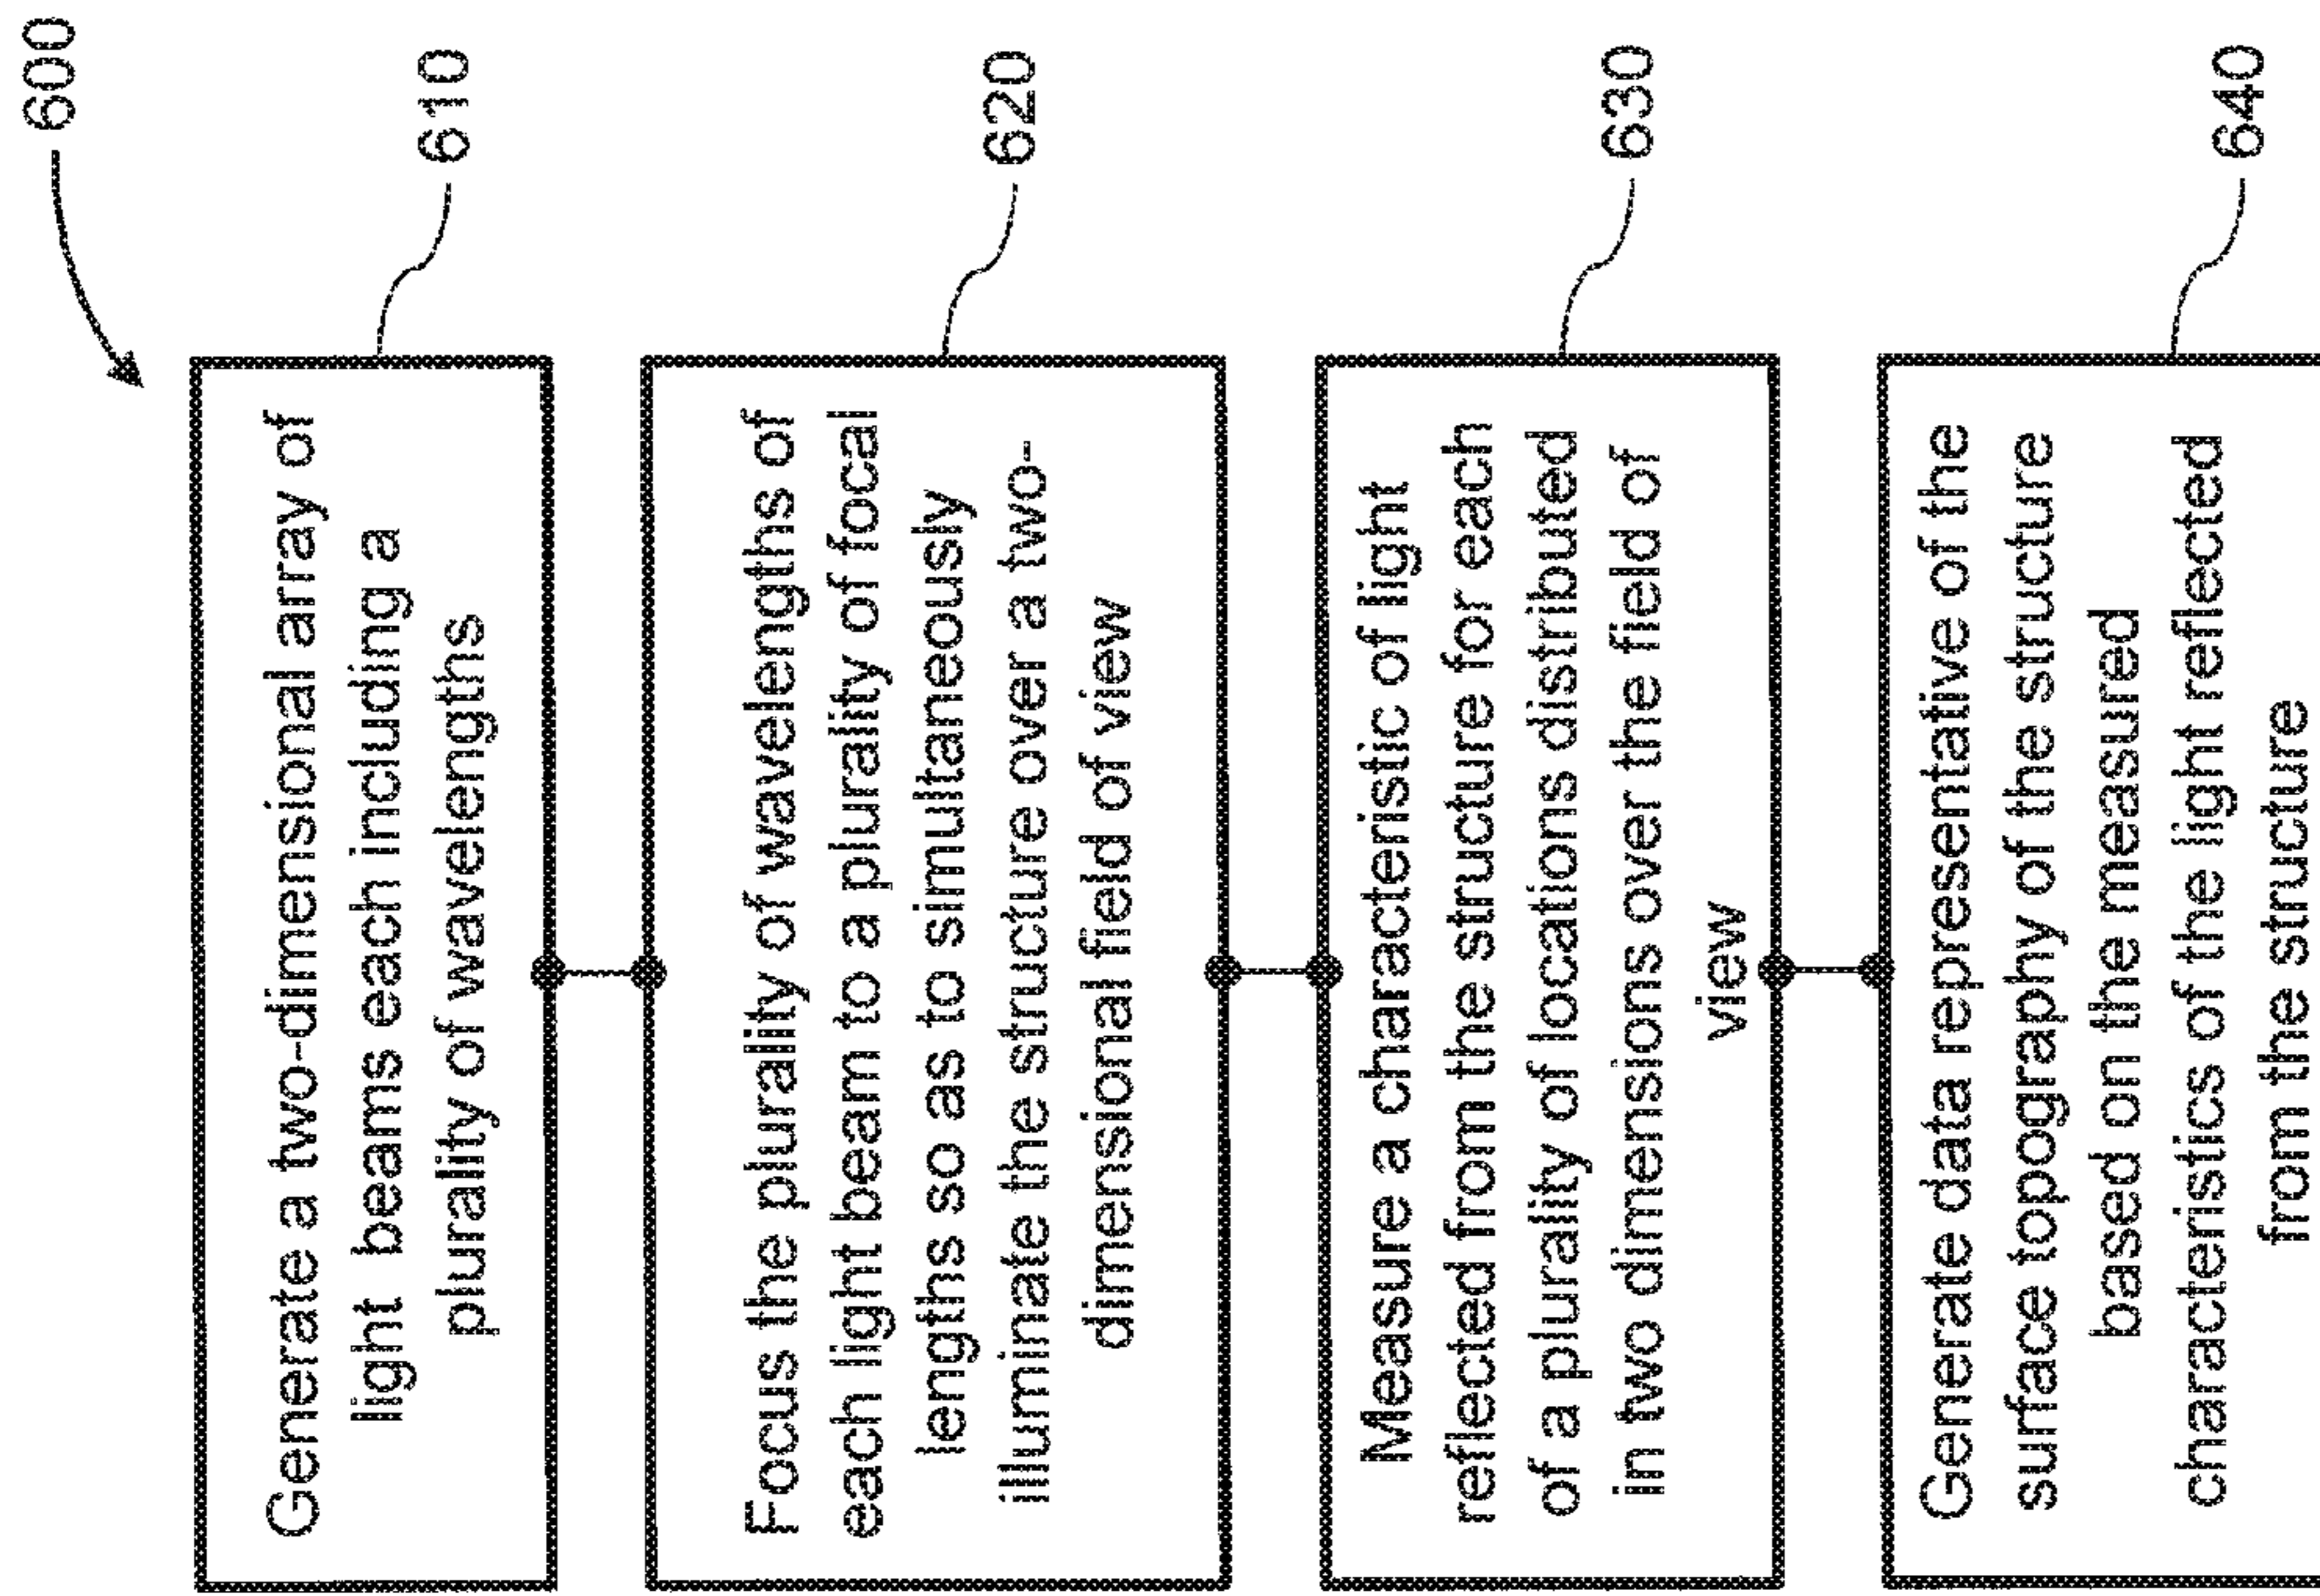 600
Generate a two-dimensional array of
light beams each including a
plurality of wavelengths
610
Focus the plurality of wavelengths of
each light beam to a plurality of focal
lengths so as to simultaneously
illuminate the structure over a two-
dimensional field of view
620
Measure a characteristic of light
reflected from the structure for each
of a plurality of locations distributed
in two dimensions over the field of
view
630
Generate data representative of the
surface topography of the structure
based on the measured
characteristics of the light reflected
from the structure
640